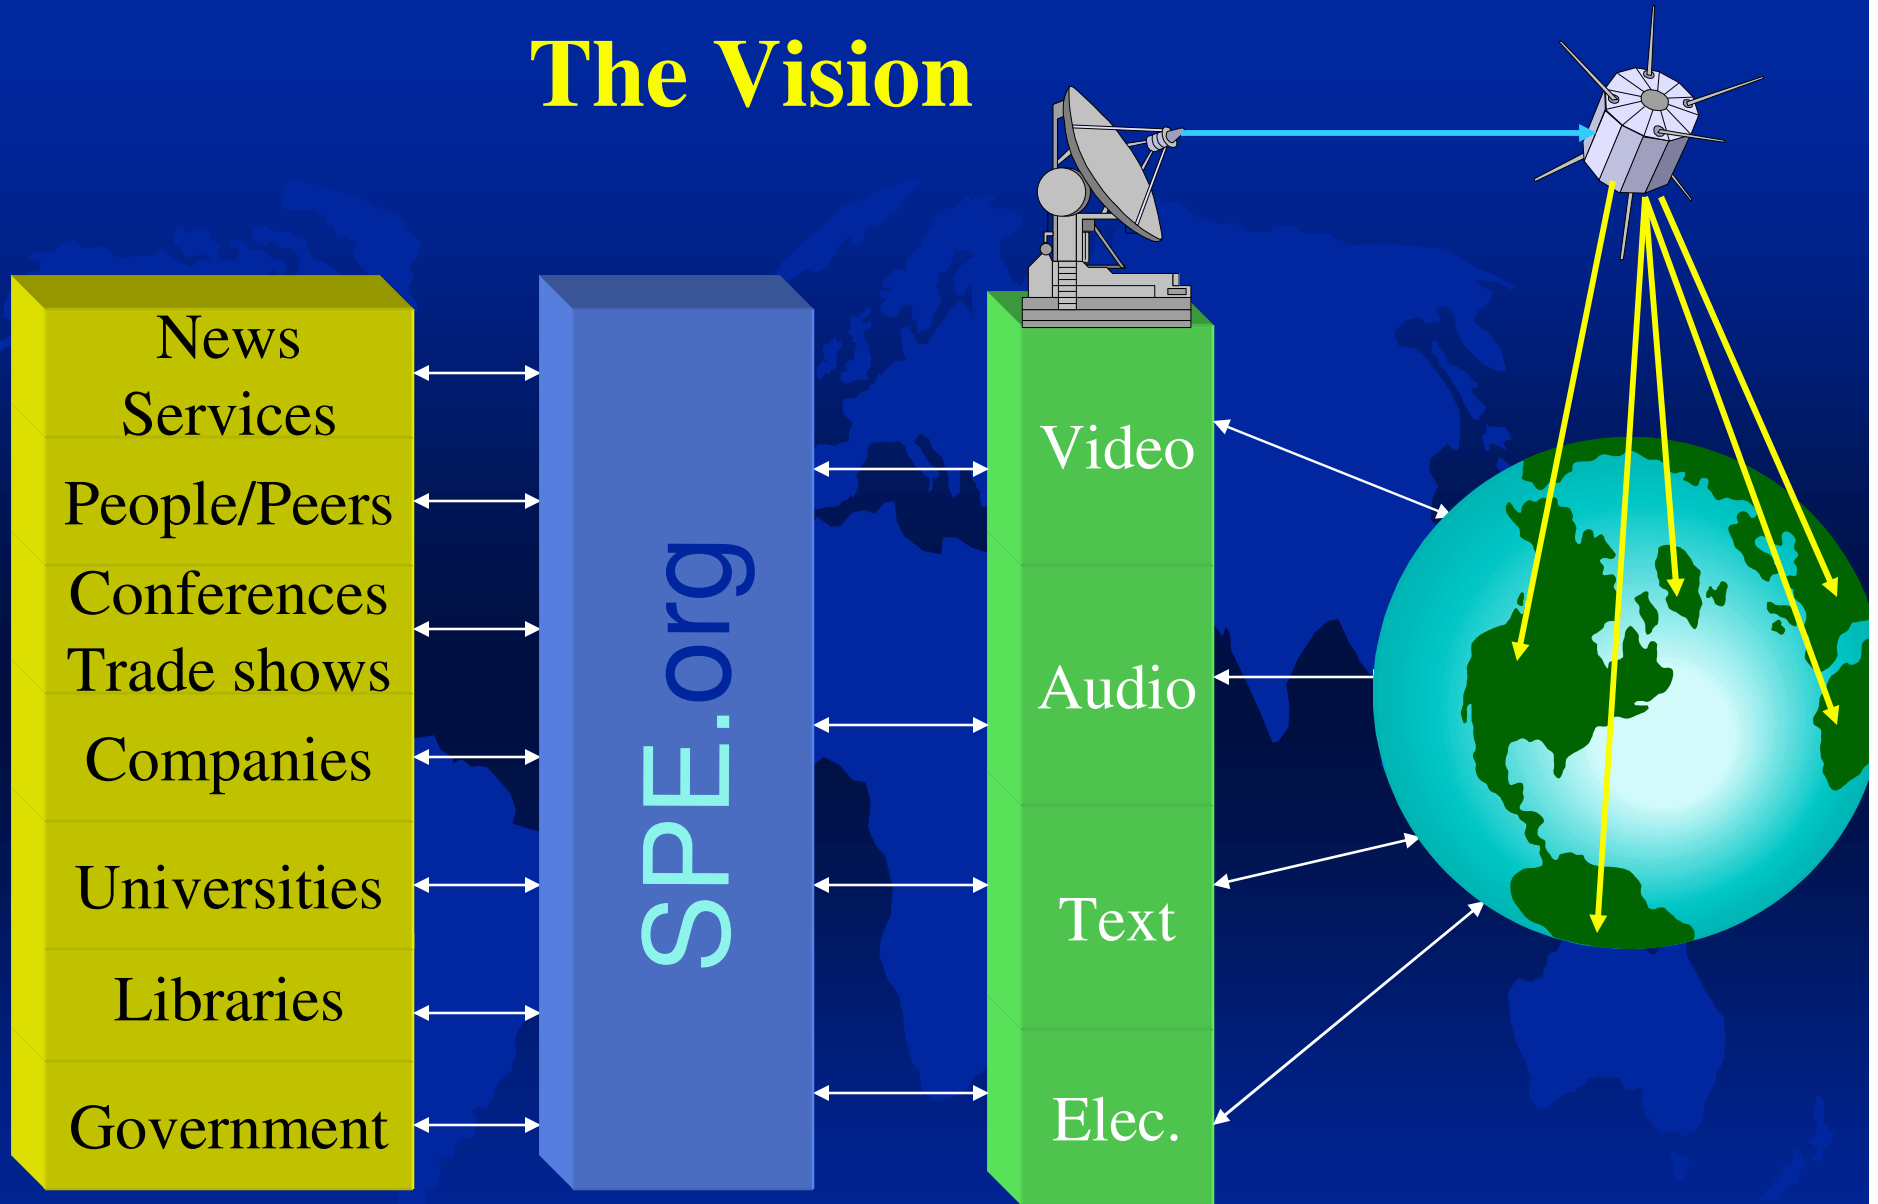 The Vision
News
Services
People/Peers
Conferences
Trade shows
Companies
Universities
Libraries
Government
SPE.org
Video
Audio
Text
Elec.